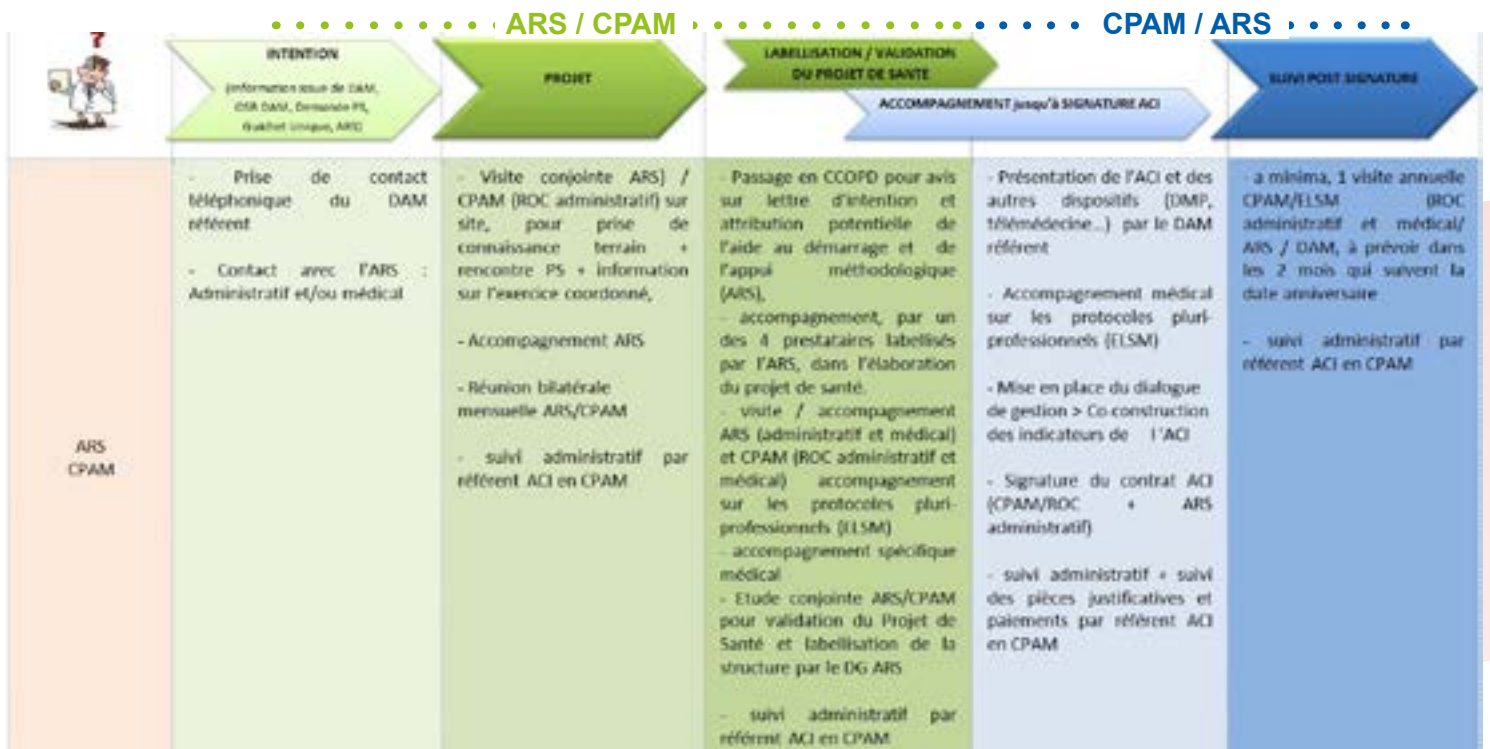 ARS / CPAM
CPAM / ARS
?
INTENTION
(information issue de DAM,
OSR DAM, Demande PS,
Guichet Unique, ARS)
PROJET
LABELLISATION / VALIDATION
DU PROJET DE SANTE
ACCOMPAGNEMENT jusqu'à SIGNATURE ACI
SUIVI POST SIGNATURE
ARS
CPAM
- Prise de contact
téléphonique du DAM
référent
- Contact avec l'ARS :
Administratif et/ou médical
- Visite conjointe ARS) /
CPAM (ROC administratif) sur
site, pour prise de
connaissance terrain +
rencontre PS + information
sur l'exercice coordonné,
- Accompagnement ARS
- Réunion bilatérale
mensuelle ARS/CPAM
- suivi administratif par
référent ACI en CPAM
- Passage en CCOPD pour avis
sur lettre d'intention et
attribution potentielle de
l'aide au démarrage et de
l'appui méthodologique
(ARS),
- accompagnement, par un
des 4 prestataires labellisés
par l'ARS, dans l'élaboration
du projet de santé.
- visite / accompagnement
ARS (administratif et médical)
et CPAM (ROC administratif et
médical) accompagnement
sur les protocoles pluri-
professionnels (ELSM)
- accompagnement spécifique
médical
- Etude conjointe ARS/CPAM
pour validation du Projet de
Santé et labellisation de la
structure par le DG ARS
- suivi administratif par
référent ACI en CPAM
- Présentation de l'ACI et des
autres dispositifs (DMP,
télémédecine...) par le DAM
référent
- Accompagnement médical
sur les protocoles pluri-
professionnels (ELSM)
- Mise en place du dialogue
de gestion > Co-construction
des indicateurs de l'ACI
- Signature du contrat ACI
(CPAM/ROC + ARS
administratif)
- suivi administratif + suivi
des pièces justificatives et
paiements par référent ACI
en CPAM
- a minima, 1 visite annuelle
CPAM/ELSM (ROC
administratif et médical/
ARS / DAM, à prévoir dans
les 2 mois qui suivent la
date anniversaire
- suivi administratif par
référent ACI en CPAM